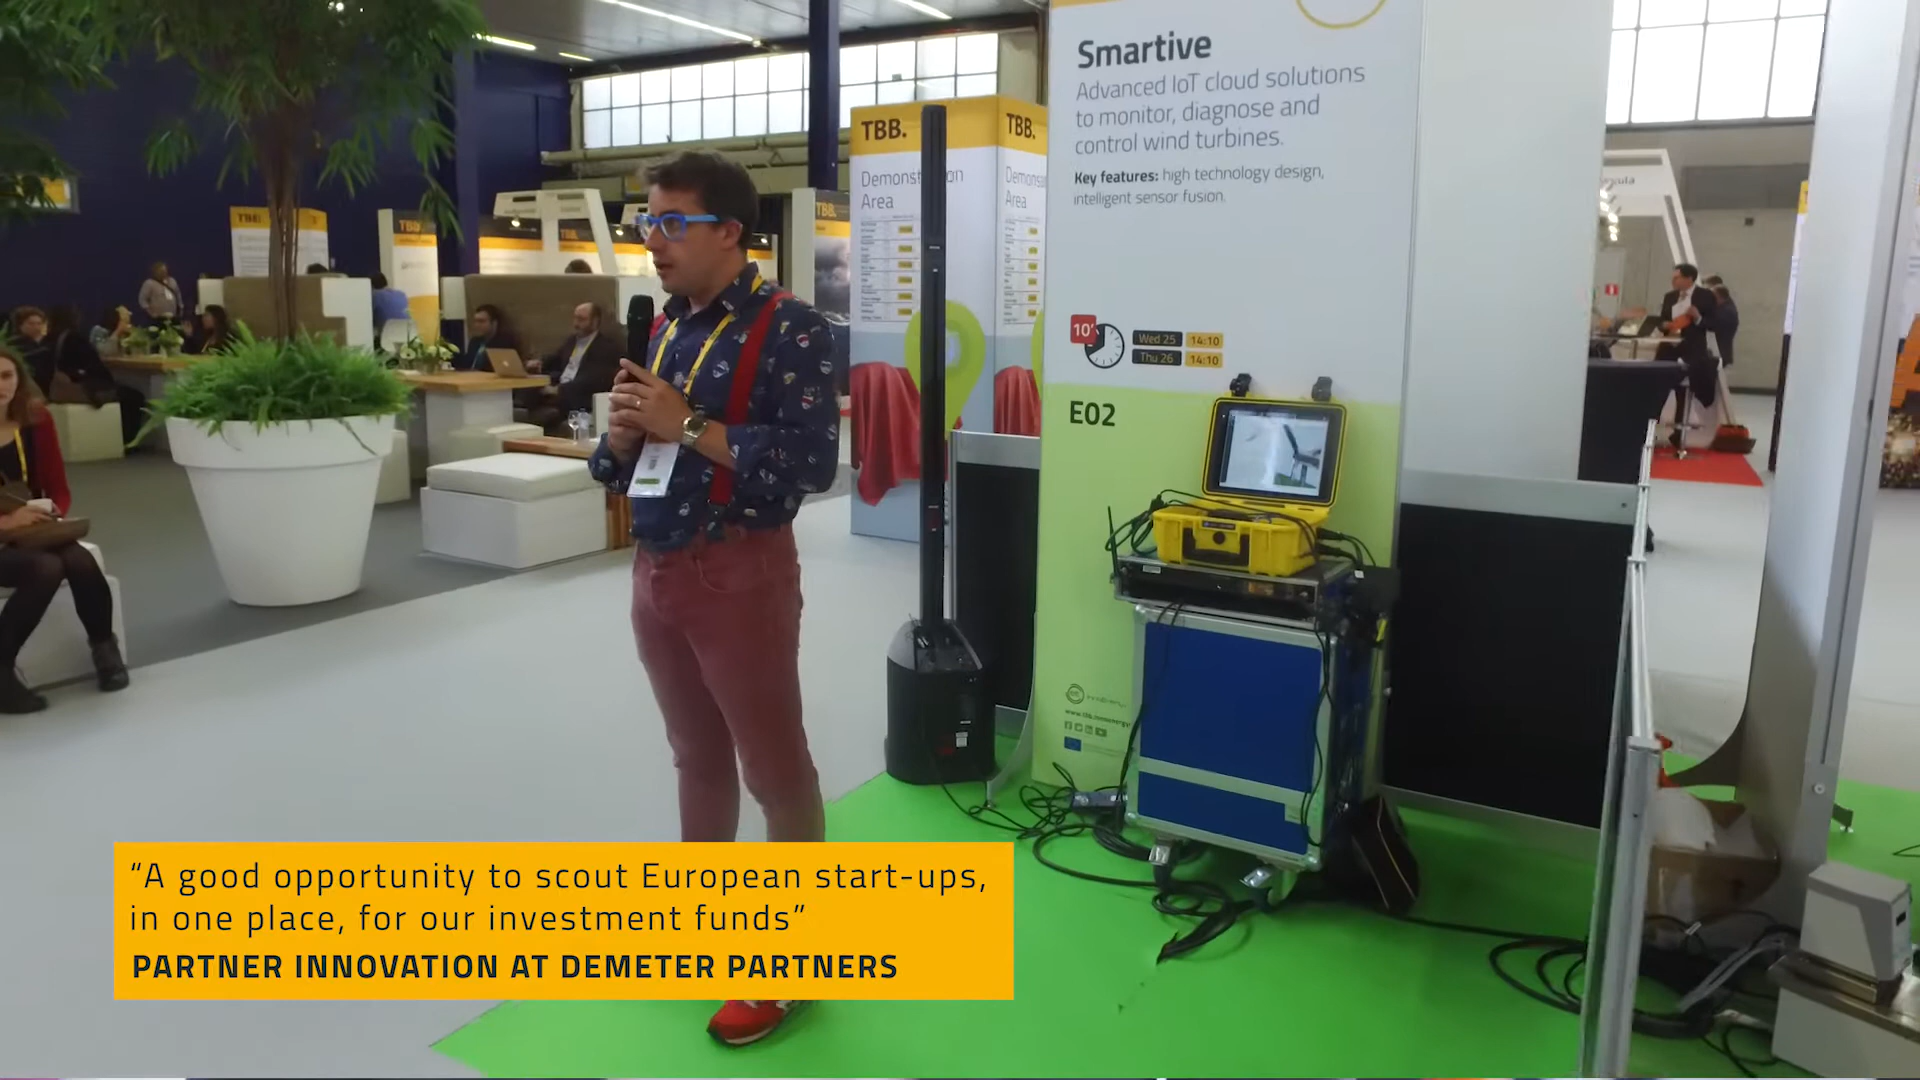 Smartive
Advanced IoT cloud solutions
to monitor, diagnose and
control wind turbines.
Key features: high technology design,
intelligent sensor fusion.
10'
Wed 25 14:10
Thu 26 14:10
E02
TBB.
Area
TBB.
Area
TBB.
“A good opportunity to scout European start-ups,
in one place, for our investment funds”
PARTNER INNOVATION AT DEMETER PARTNERS